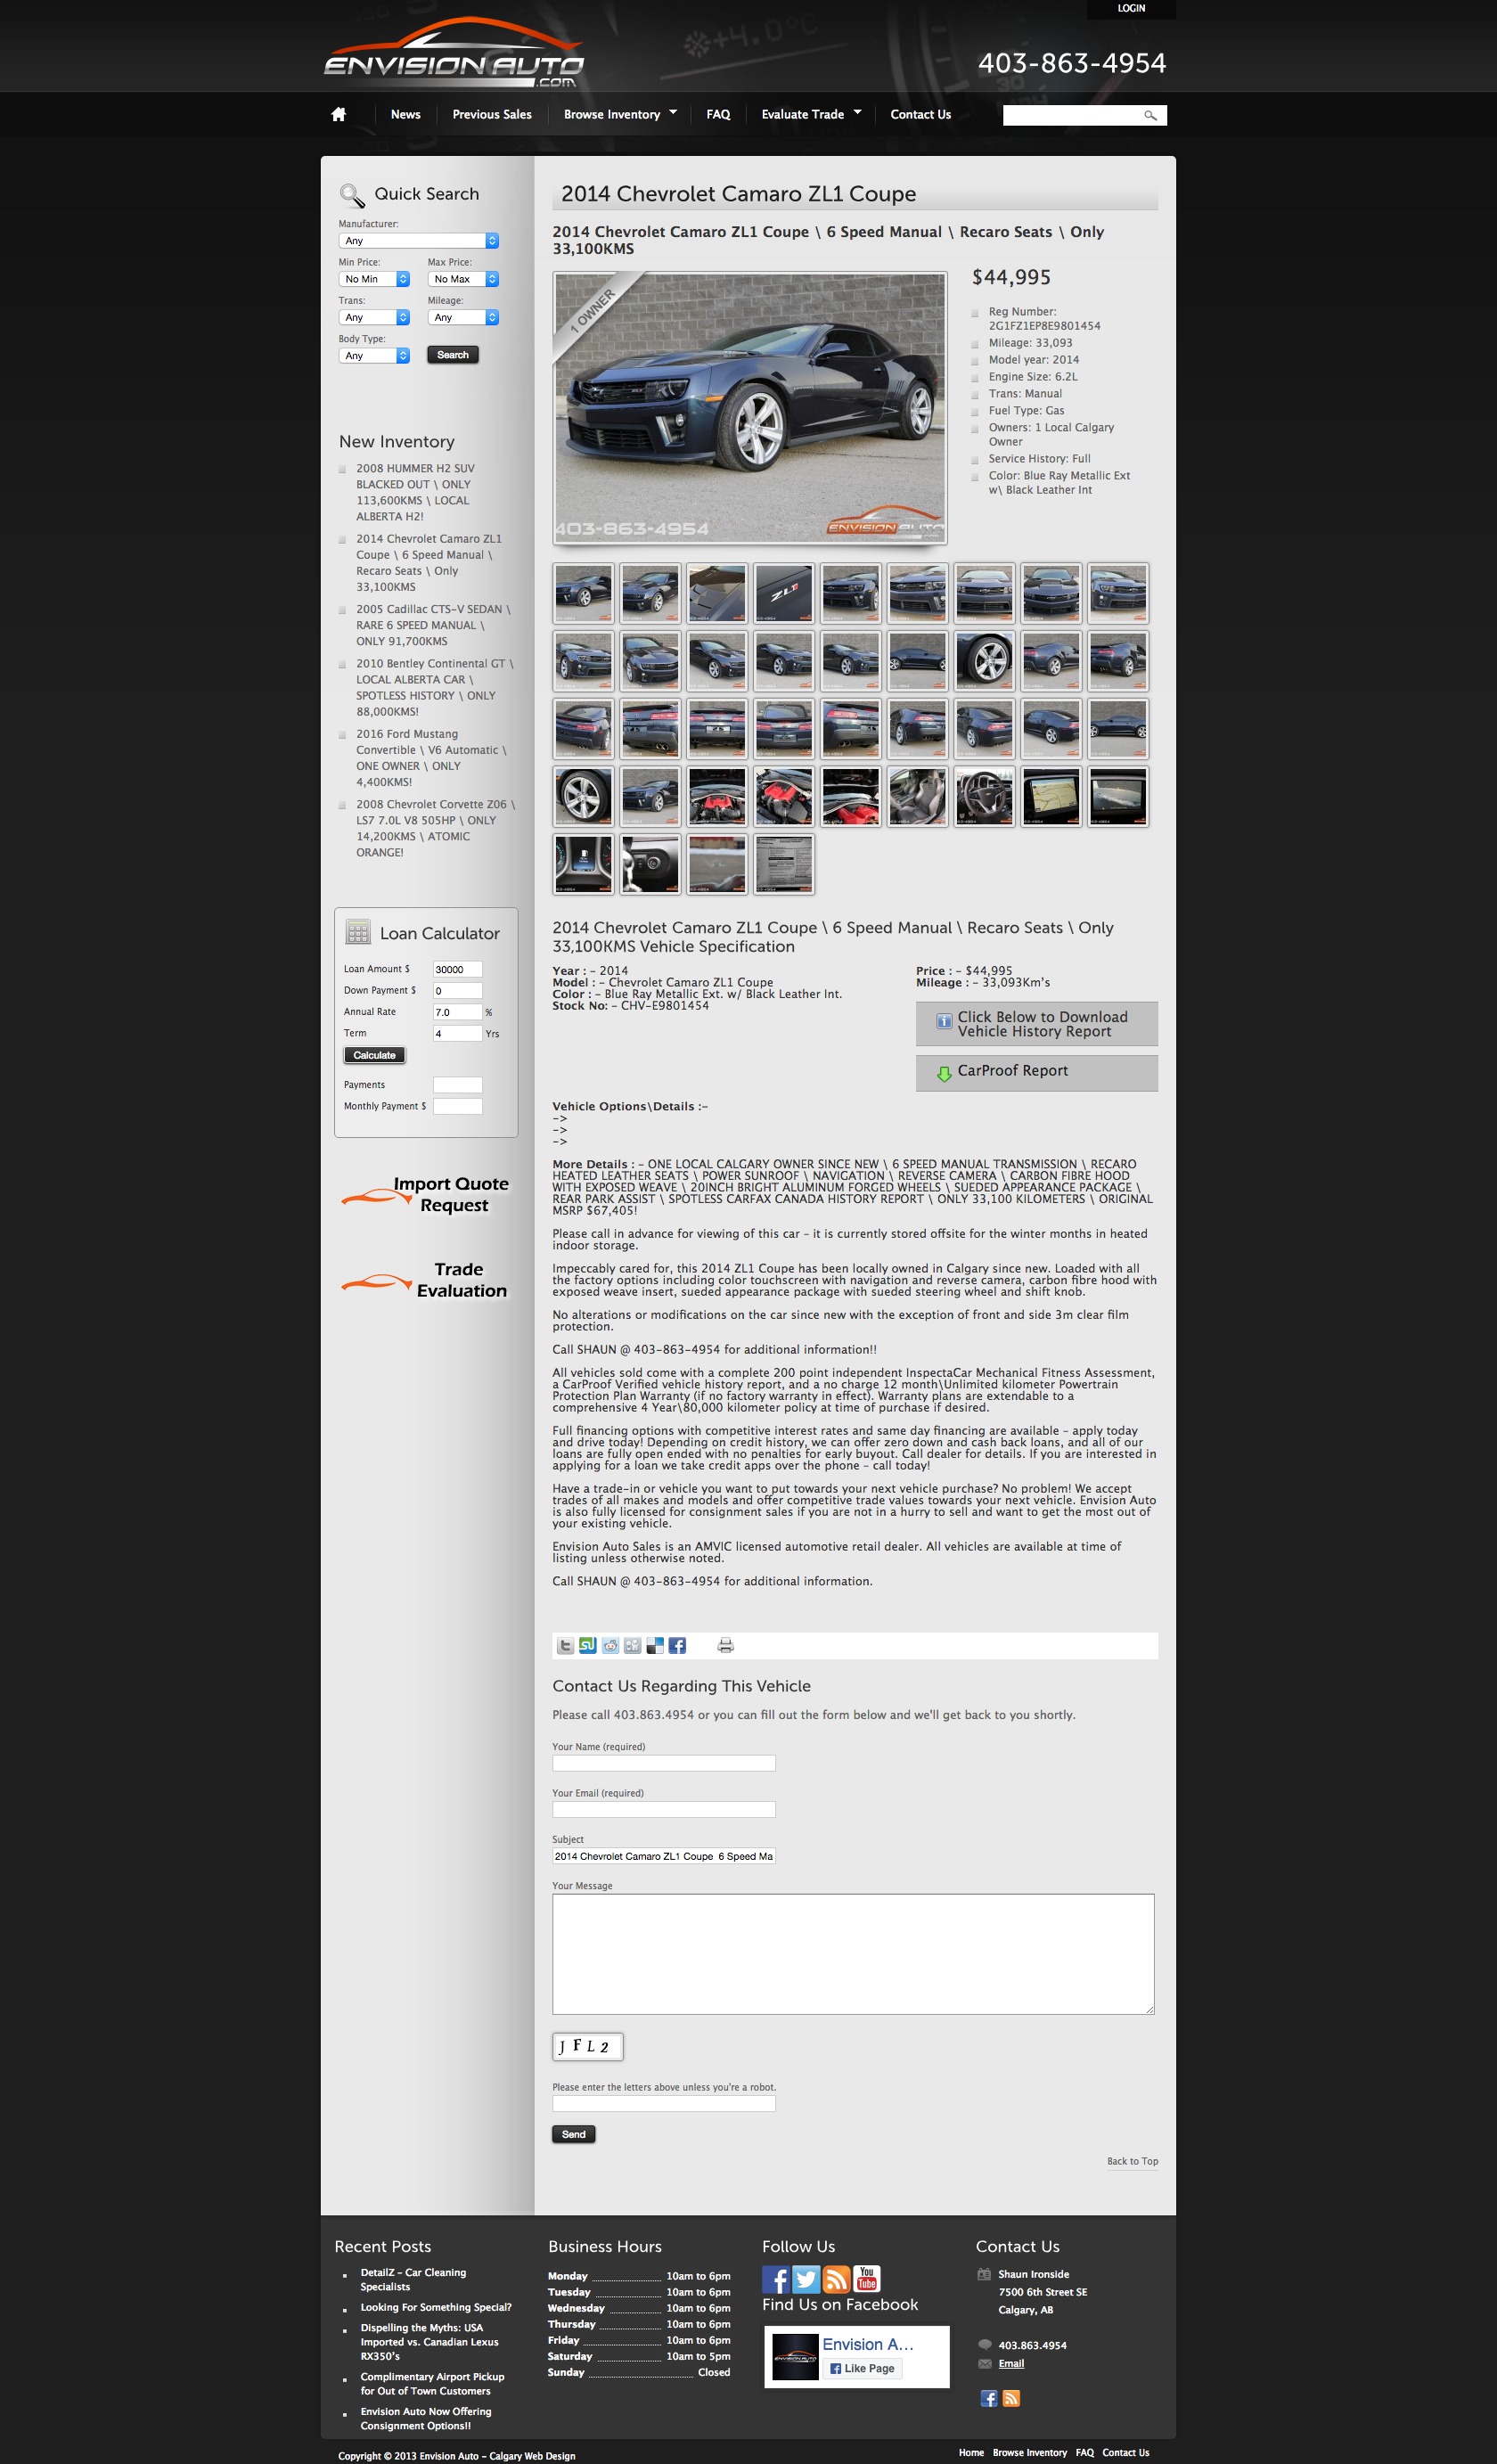 LOGIN
ENVISION AUTO
.COM
403-863-4954
News
Previous Sales
Browse Inventory
FAQ
Evaluate Trade
Contact Us
Quick Search
Manufacturer:
Any
Min Price:
Max Price:
No Min
No Max
Trans:
Mileage:
Any
Any
Body Type:
Any
Search
New Inventory
2008 HUMMER H2 SUV
BLACKED OUT \ ONLY
113,600KMS \ LOCAL
ALBERTA H2!
2014 Chevrolet Camaro ZL1
Coupe \ 6 Speed Manual \
Recaro Seats \ Only
33,100KMS
2005 Cadillac CTS-V SEDAN \
RARE 6 SPEED MANUAL \
ONLY 91,700KMS
2010 Bentley Continental GT \
LOCAL ALBERTA CAR \
SPOTLESS HISTORY \ ONLY
88,000KMS!
2016 Ford Mustang
Convertible \ V6 Automatic \
ONE OWNER \ ONLY
4,400KMS!
2008 Chevrolet Corvette Z06 \
LS7 7.0L V8 505HP \ ONLY
14,200KMS \ ATOMIC
ORANGE!
Loan Calculator
Loan Amount $ 30000
Down Payment $ 0
Annual Rate 7.0 %
Term 4 Yrs
Calculate
Payments
Monthly Payment $
Import Quote
Request
Trade
Evaluation
2014 Chevrolet Camaro ZL1 Coupe
2014 Chevrolet Camaro ZL1 Coupe \ 6 Speed Manual \ Recaro Seats \ Only
33,100KMS
1 OWNER
403-863-4954
ENVISION AUTO
$44,995
Reg Number:
2G1FZ1EP8E9801454
Mileage: 33,093
Model year: 2014
Engine Size: 6.2L
Trans: Manual
Fuel Type: Gas
Owners: 1 Local Calgary
Owner
Service History: Full
Color: Blue Ray Metallic Ext
w\ Black Leather Int
ZL1
2014 Chevrolet Camaro ZL1 Coupe \ 6 Speed Manual \ Recaro Seats \ Only
33,100KMS Vehicle Specification
Year : - 2014
Model : - Chevrolet Camaro ZL1 Coupe
Color : - Blue Ray Metallic Ext. w/ Black Leather Int.
Stock No: - CHV-E9801454
Price : - $44,995
Mileage : - 33,093Km's
Click Below to Download
Vehicle History Report
CarProof Report
Vehicle Options\Details :-
->
->
->
More Details : - ONE LOCAL CALGARY OWNER SINCE NEW \ 6 SPEED MANUAL TRANSMISSION \ RECARO
HEATED LEATHER SEATS \ POWER SUNROOF \ NAVIGATION \ REVERSE CAMERA \ CARBON FIBRE HOOD
WITH EXPOSED WEAVE \ 20INCH BRIGHT ALUMINUM FORGED WHEELS \ SUEDED APPEARANCE PACKAGE \
REAR PARK ASSIST \ SPOTLESS CARFAX CANADA HISTORY REPORT \ ONLY 33,100 KILOMETERS \ ORIGINAL
MSRP $67,405!
Please call in advance for viewing of this car - it is currently stored offsite for the winter months in heated
indoor storage.
Impeccably cared for, this 2014 ZL1 Coupe has been locally owned in Calgary since new. Loaded with all
the factory options including color touchscreen with navigation and reverse camera, carbon fibre hood with
exposed weave insert, sueded appearance package with sueded steering wheel and shift knob.
No alterations or modifications on the car since new with the exception of front and side 3m clear film
protection.
Call SHAUN @ 403-863-4954 for additional information!!
All vehicles sold come with a complete 200 point independent InspectaCar Mechanical Fitness Assessment,
a CarProof Verified vehicle history report, and a no charge 12 month\Unlimited kilometer Powertrain
Protection Plan Warranty (if no factory warranty in effect). Warranty plans are extendable to a
comprehensive 4 Year\80,000 kilometer policy at time of purchase if desired.
Full financing options with competitive interest rates and same day financing are available - apply today
and drive today! Depending on credit history, we can offer zero down and cash back loans, and all of our
loans are fully open ended with no penalties for early buyout. Call dealer for details. If you are interested in
applying for a loan we take credit apps over the phone - call today!
Have a trade-in or vehicle you want to put towards your next vehicle purchase? No problem! We accept
trades of all makes and models and offer competitive trade values towards your next vehicle. Envision Auto
is also fully licensed for consignment sales if you are not in a hurry to sell and want to get the most out of
your existing vehicle.
Envision Auto Sales is an AMVIC licensed automotive retail dealer. All vehicles are available at time of
listing unless otherwise noted.
Call SHAUN @ 403-863-4954 for additional information.
Contact Us Regarding This Vehicle
Please call 403.863.4954 or you can fill out the form below and we'll get back to you shortly.
Your Name (required)
Your Email (required)
Subject
2014 Chevrolet Camaro ZL1 Coupe 6 Speed Ma
Your Message
J F L 2
Please enter the letters above unless you're a robot.
Send
Back to Top
Recent Posts
DetailZ – Car Cleaning
Specialists
Looking For Something Special?
Dispelling the Myths: USA
Imported vs. Canadian Lexus
RX350's
Complimentary Airport Pickup
for Out of Town Customers
Envision Auto Now Offering
Consignment Options!!
Business Hours
Monday 10am to 6pm
Tuesday 10am to 6pm
Wednesday 10am to 6pm
Thursday 10am to 6pm
Friday 10am to 6pm
Saturday 10am to 5pm
Sunday Closed
Follow Us
You
Tube
Find Us on Facebook
Envision A...
Like Page
Contact Us
Shaun Ironside
7500 6th Street SE
Calgary, AB
403.863.4954
Email
Copyright © 2013 Envision Auto - Calgary Web Design
Home Browse Inventory FAQ Contact Us